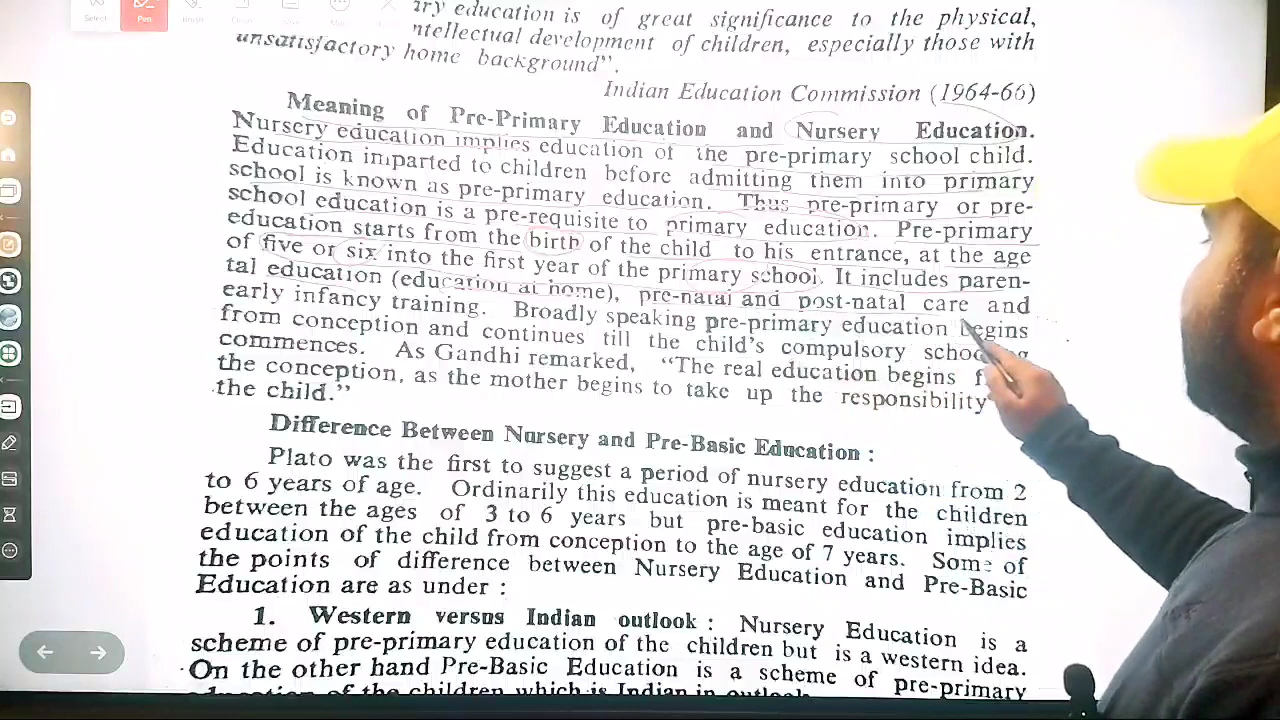 Select
Pen
ary education is of great significance to the physical,
intellectual development of children, especially those with
unsatisfactory home background”.
Indian Education Commission (1964-66)
Meaning of Pre-Primary Education and Nursery Education.
Nursery education implies education of the pre-primary school child.
Education imparted to children before admitting them into primary
school is known as pre-primary education. Thus pre-primary or pre-
school education is a pre-requisite to primary education. Pre-primary
education starts from the birth of the child to his entrance, at the age
of five or six into the first year of the primary school. It includes paren-
tal education (education at home), pre-natal and post-natal care and
early infancy training. Broadly speaking pre-primary education begins
from conception and continues till the child’s compulsory schoo
commences. As Gandhi remarked, “The real education begins f
the conception, as the mother begins to take up the responsibility
the child.”
Difference Between Nursery and Pre-Basic Education :
Plato was the first to suggest a period of nursery education from 2
to 6 years of age. Ordinarily this education is meant for the children
between the ages of 3 to 6 years but pre-basic education implies
education of the child from conception to the age of 7 years. Some of
the points of difference between Nursery Education and Pre-Basic
Education are as under :
1. Western versus Indian outlook : Nursery Education is a
scheme of pre-primary education of the children but is a western idea.
On the other hand Pre-Basic Education is a scheme of pre-primary
education of the children which is Indian in outlook.